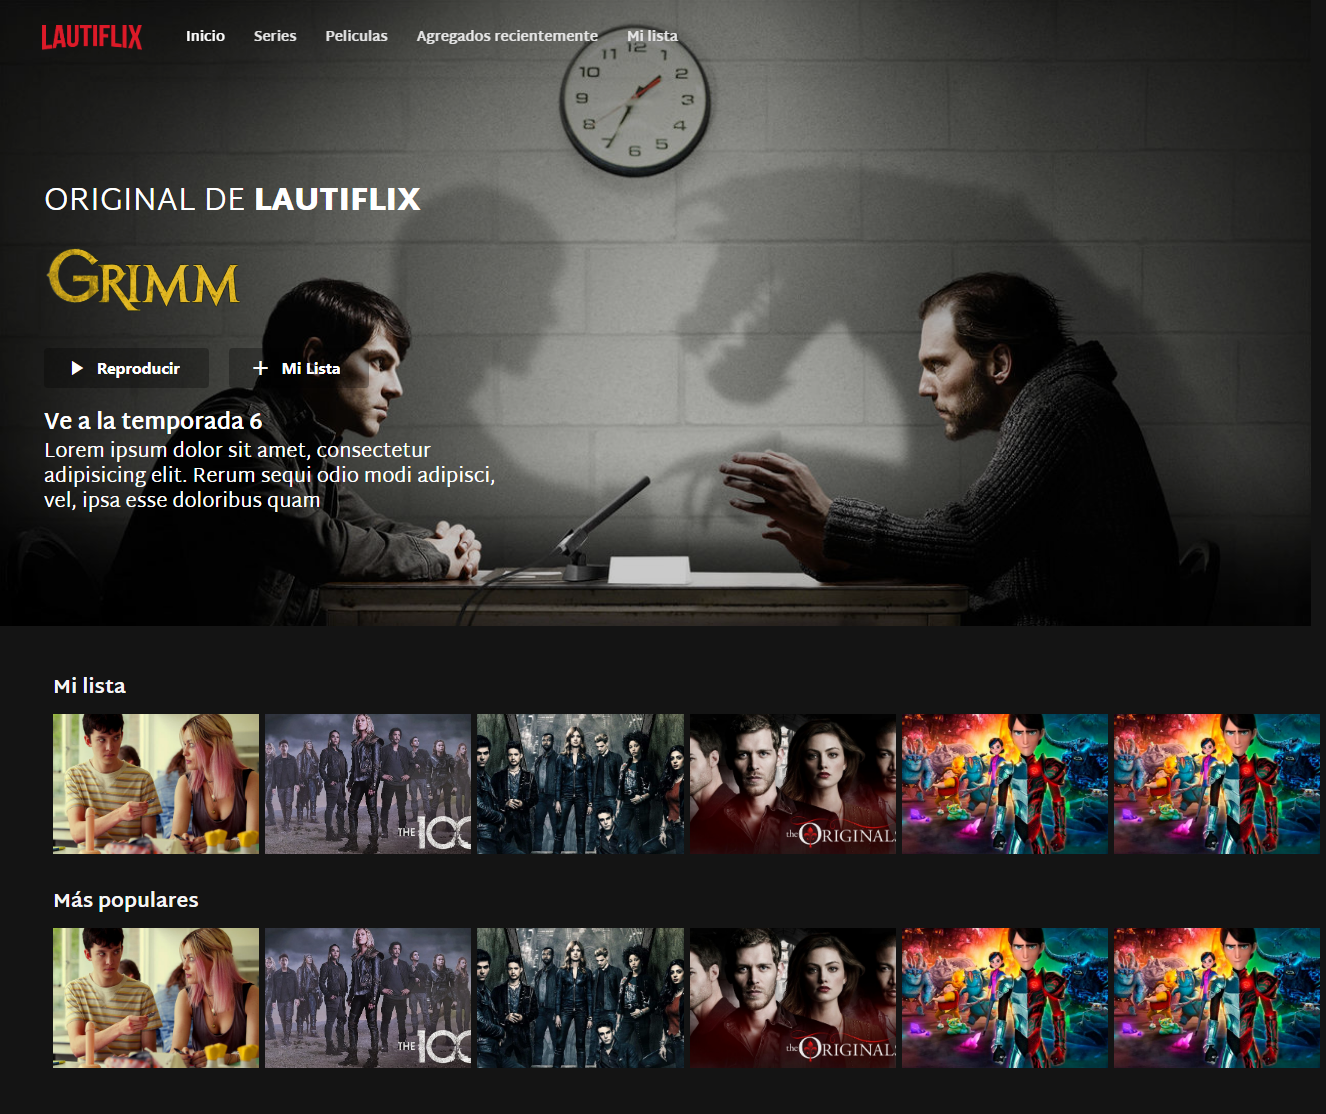 LAUTIFLIX Inicio Series Peliculas Agregados recientemente Mi lista
11 12 1
10 2
9 3
8 4
7 6 5
ORIGINAL DE LAUTIFLIX
GRIMM
Reproducir + Mi Lista
Ve a la temporada 6
Lorem ipsum dolor sit amet, consectetur
adipisicing elit. Rerum sequi odio modi adipisci,
vel, ipsa esse doloribus quam
Mi lista
THE 100
the ORIGINALS
Más populares
THE 100
the ORIGINALS